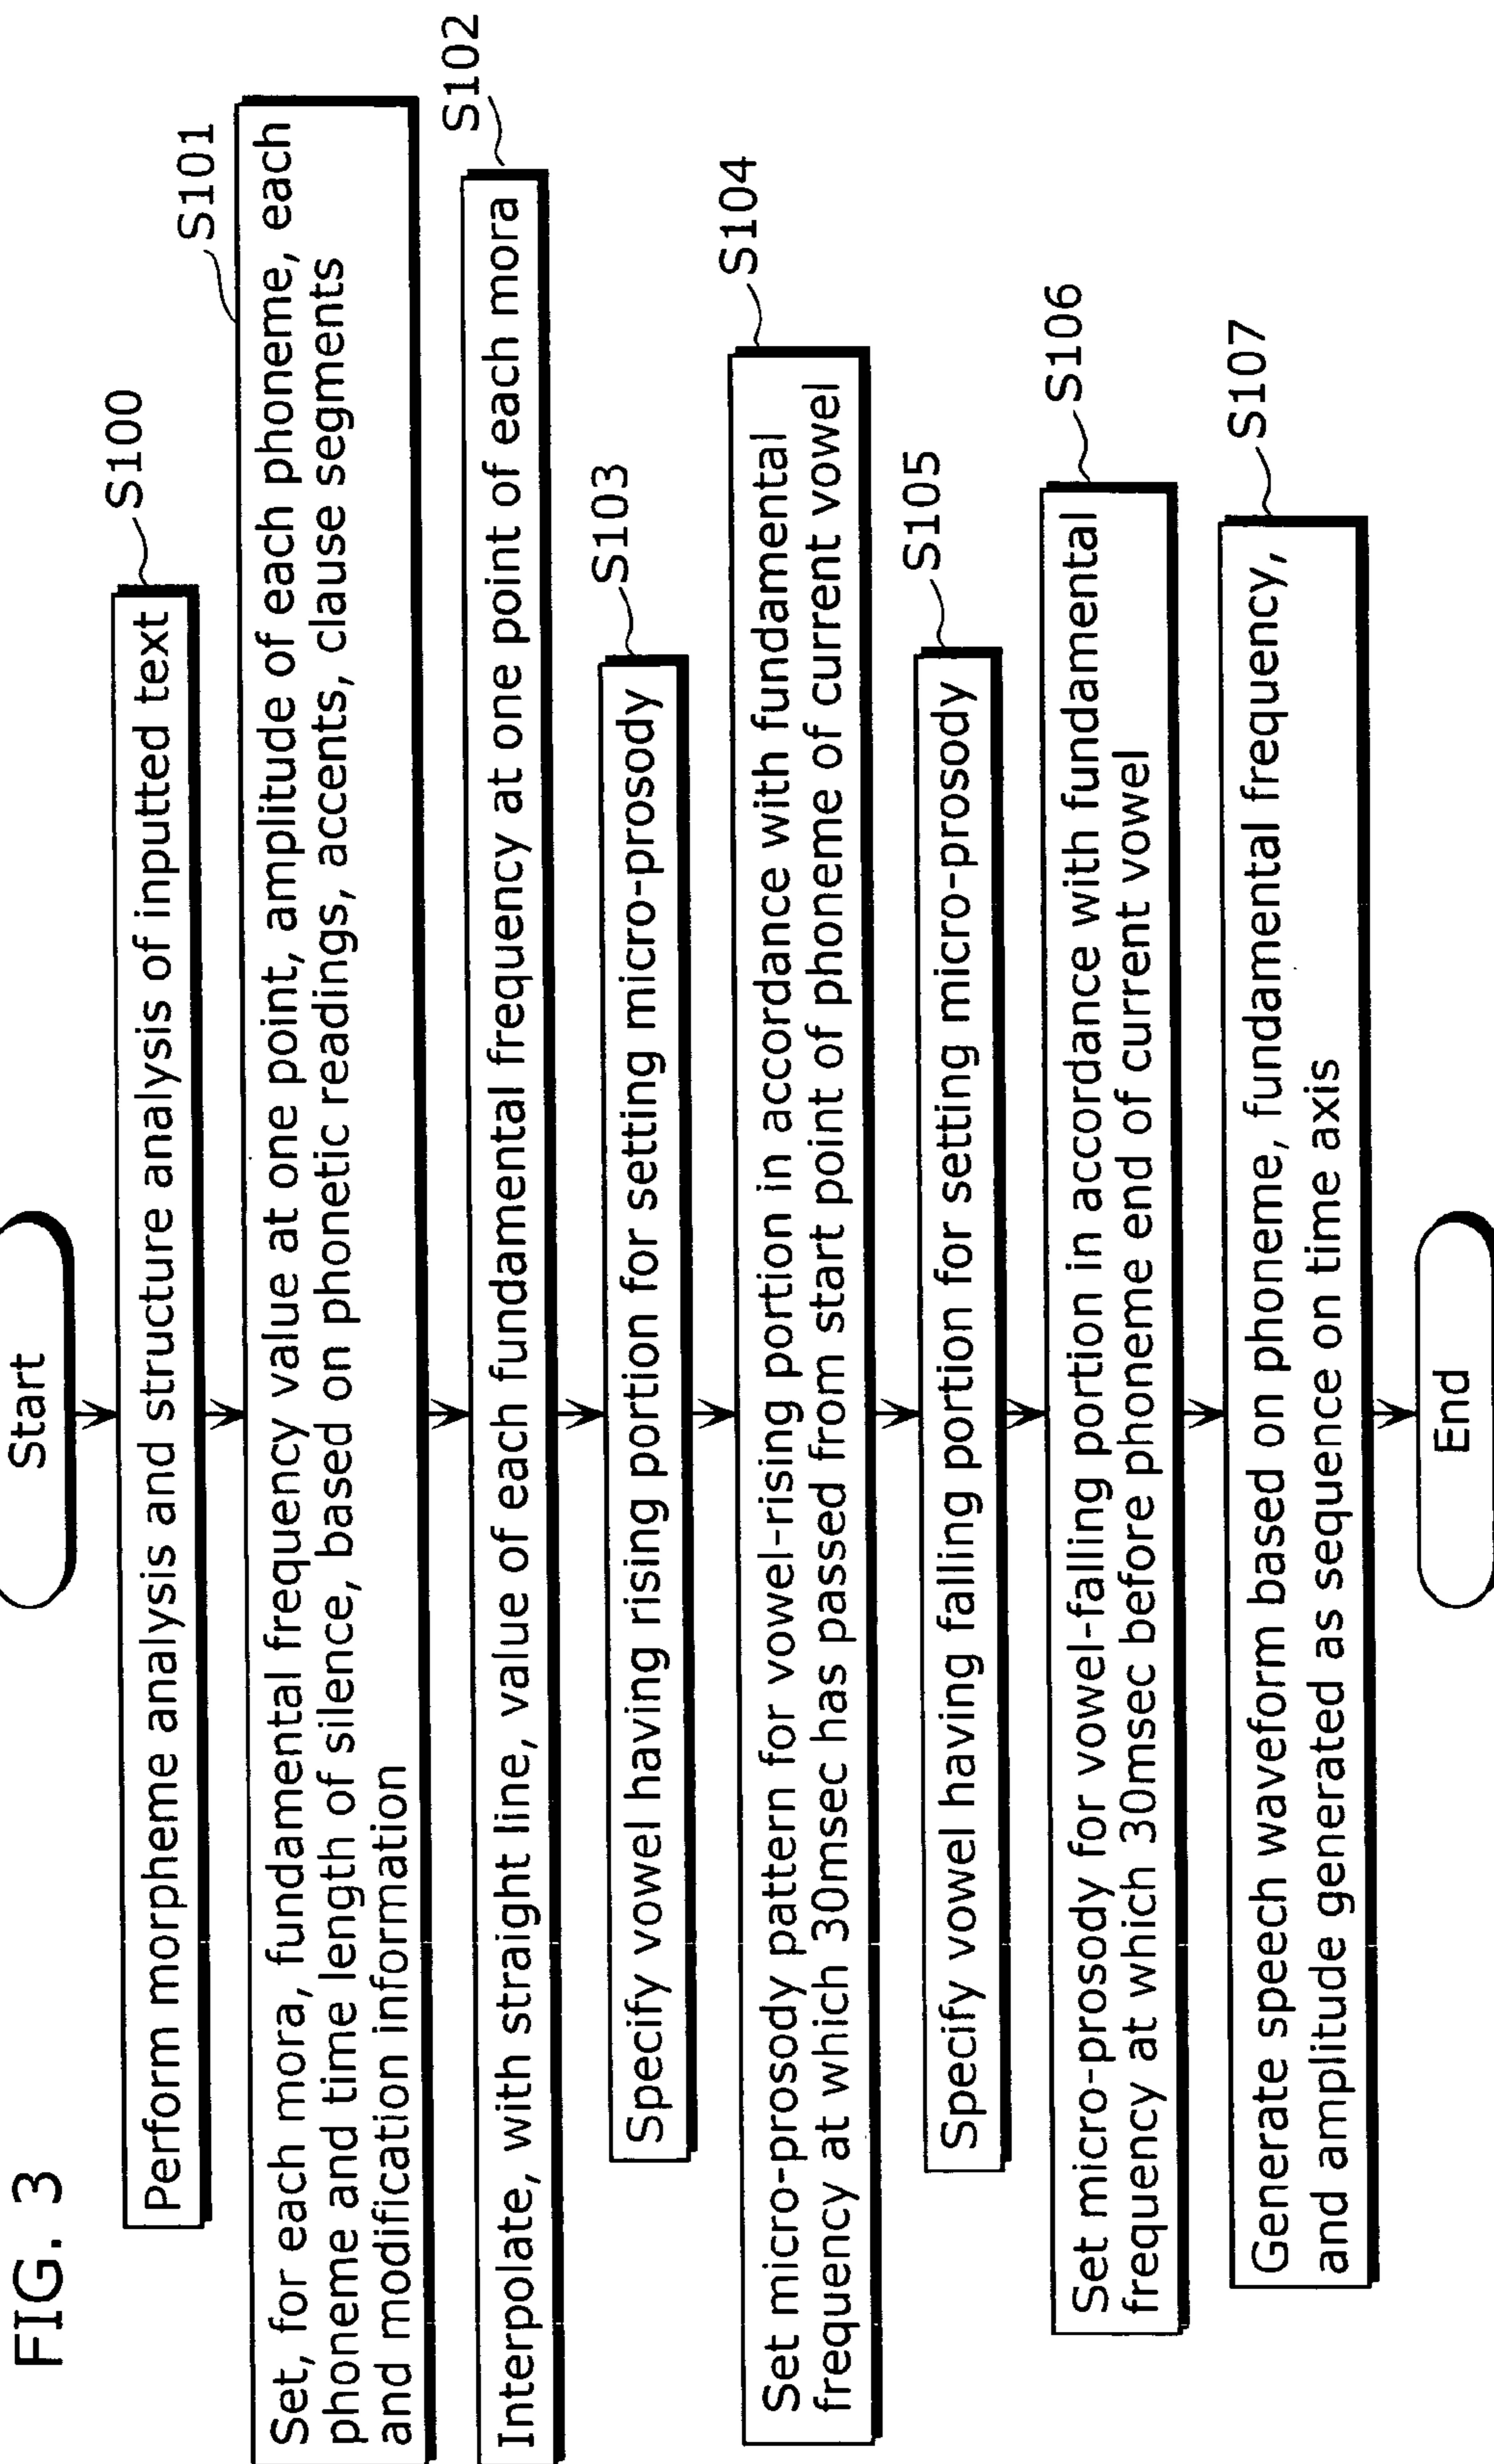 FIG. 3
Start
S100
Perform morpheme analysis and structure analysis of inputted text
S101
Set, for each mora, fundamental frequency value at one point, amplitude of each phoneme, each
phoneme and time length of silence, based on phonetic readings, accents, clause segments
and modification information
S102
Interpolate, with straight line, value of each fundamental frequency at one point of each mora
S103
Specify vowel having rising portion for setting micro-prosody
S104
Set micro-prosody pattern for vowel-rising portion in accordance with fundamental
frequency at which 30msec has passed from start point of phoneme of current vowel
S105
Specify vowel having falling portion for setting micro-prosody
S106
Set micro-prosody for vowel-falling portion in accordance with fundamental
frequency at which 30msec before phoneme end of current vowel
S107
Generate speech waveform based on phoneme, fundamental frequency,
and amplitude generated as sequence on time axis
End